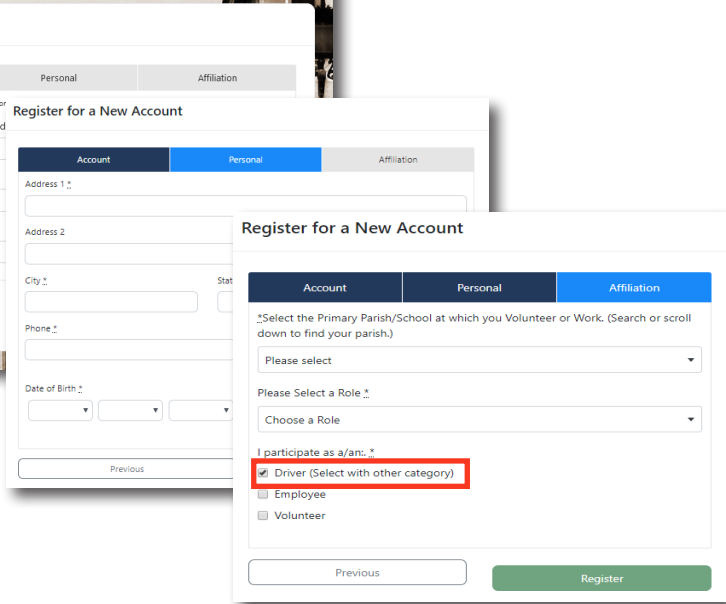 Personal
Affiliation
Register for a New Account
Account
Personal
Affiliation
Address 1 *
Address 2
City *
Stat
Phone *
Date of Birth *
Previous
Register for a New Account
Account
Personal
Affiliation
*Select the Primary Parish/School at which you Volunteer or Work. (Search or scroll
down to find your parish.)
Please select
Please Select a Role *
Choose a Role
I participate as a/an:. *
Driver (Select with other category)
Employee
Volunteer
Previous
Register